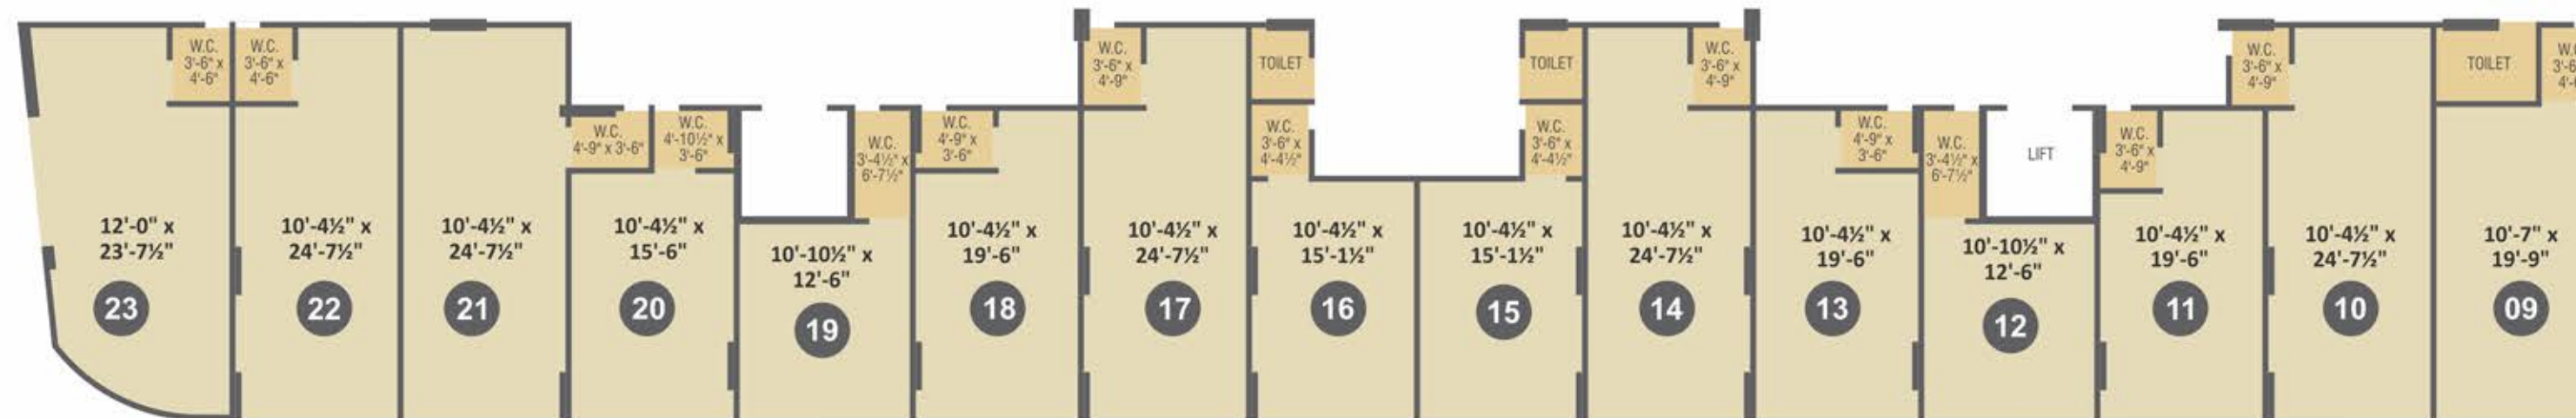 W.C.
3'-6" x
4'-6"
W.C.
3'-6" x
4'-6"
12'-0" x
23'-7½"
23
10'-4½" x
24'-7½"
22
10'-4½" x
24'-7½"
21
W.C.
4'-9" x 3'-6"
W.C.
4'-10½" x
3'-6"
10'-4½" x
15'-6"
20
W.C.
3'-4½" x
6'-7½"
10'-10½" x
12'-6"
19
W.C.
4'-9" x
3'-6"
10'-4½" x
19'-6"
18
W.C.
3'-6" x
4'-9"
10'-4½" x
24'-7½"
17
TOILET
W.C.
3'-6" x
4'-4½"
10'-4½" x
15'-1½"
16
TOILET
W.C.
3'-6" x
4'-4½"
10'-4½" x
15'-1½"
15
W.C.
3'-6" x
4'-9"
10'-4½" x
24'-7½"
14
W.C.
4'-9" x
3'-6"
10'-4½" x
19'-6"
13
W.C.
3'-4½" x
6'-7½"
LIFT
10'-10½" x
12'-6"
12
W.C.
3'-6" x
4'-9"
10'-4½" x
19'-6"
11
W.C.
3'-6" x
4'-9"
10'-4½" x
24'-7½"
10
TOILET
10'-7" x
19'-9"
09